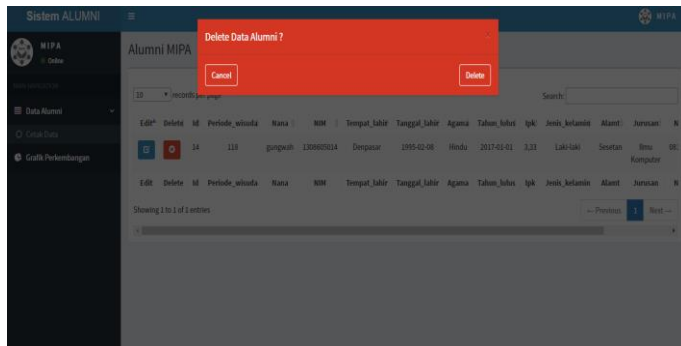 Sistem ALUMNI
MIPA
MIPA
Online
Delete Data Alumni ?
Cancel
Delete
Alumni MIPA
10 records per page
Search:
Data Alumni
Cetak Data
Grafik Perkembangan
Edit Delete Id Periode_wisuda Nama NIM Tempat_lahir Tanggal_lahir Agama Tahun_lulus Ipk Jenis_kelamin Alamt Jurusan N
24 118 gungwah 1308605014 Denpasar 1995-02-08 Hindu 2017-01-01 3,33 Laki-laki Sesetan Ilmu Komputer
Edit Delete Id Periode_wisuda Nama NIM Tempat_lahir Tanggal_lahir Agama Tahun_lulus Ipk Jenis_kelamin Alamt Jurusan N
Showing 1 to 1 of 1 entries
← Previous 1 Next →